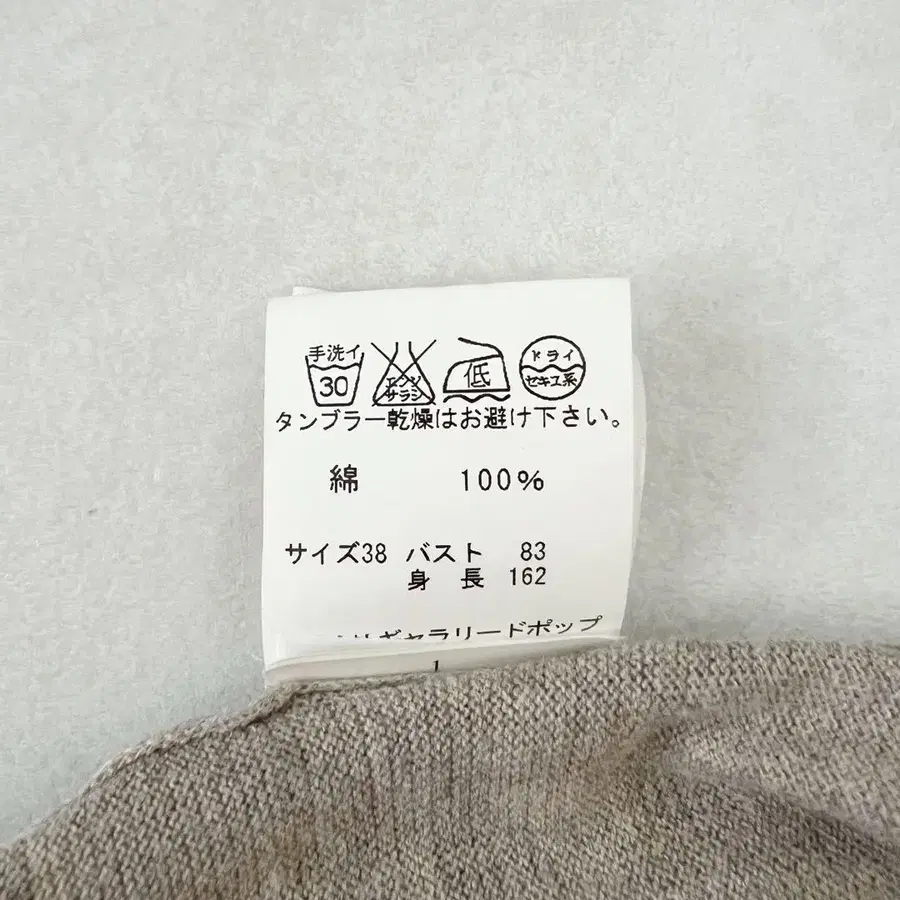 手洗イ
30
エンソ
サラシ
低
ドライ
セキユ系
タンブラー乾燥はお避け下さい。
綿 100%
サイズ38 バスト 83
身長 162
ギャラリードポップ